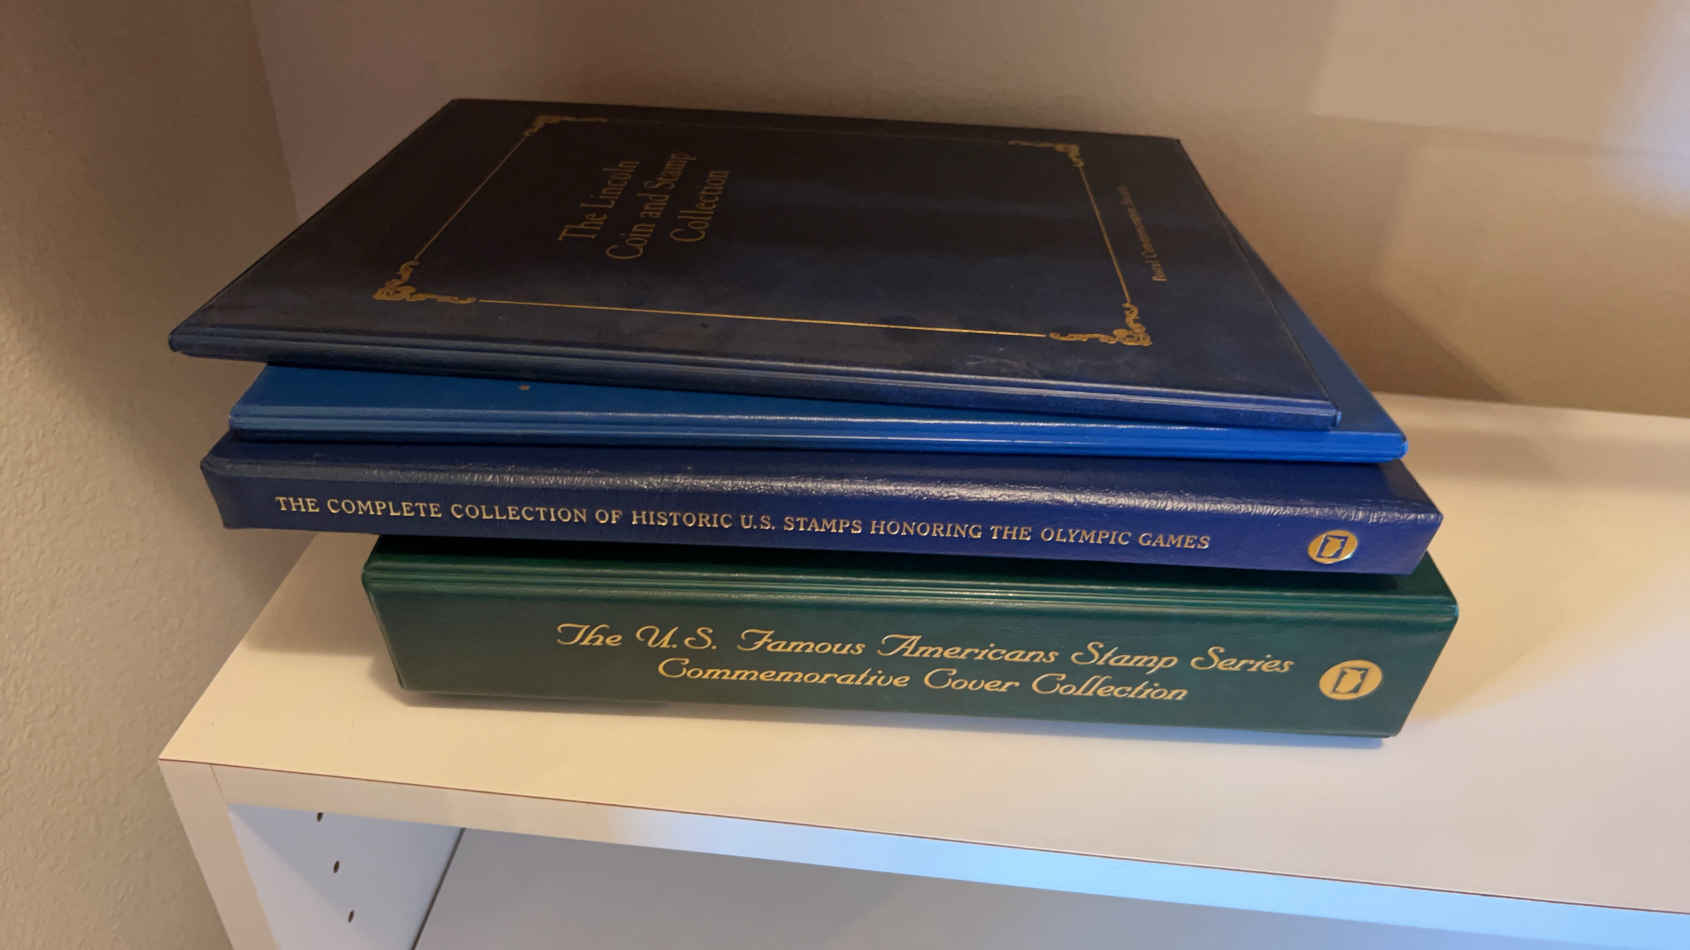 The Lincoln
Coin and Stamp
Collection
THE COMPLETE COLLECTION OF HISTORIC U.S. STAMPS HONORING THE OLYMPIC GAMES
The U.S. Famous Americans Stamp Series
Commemorative Cover Collection